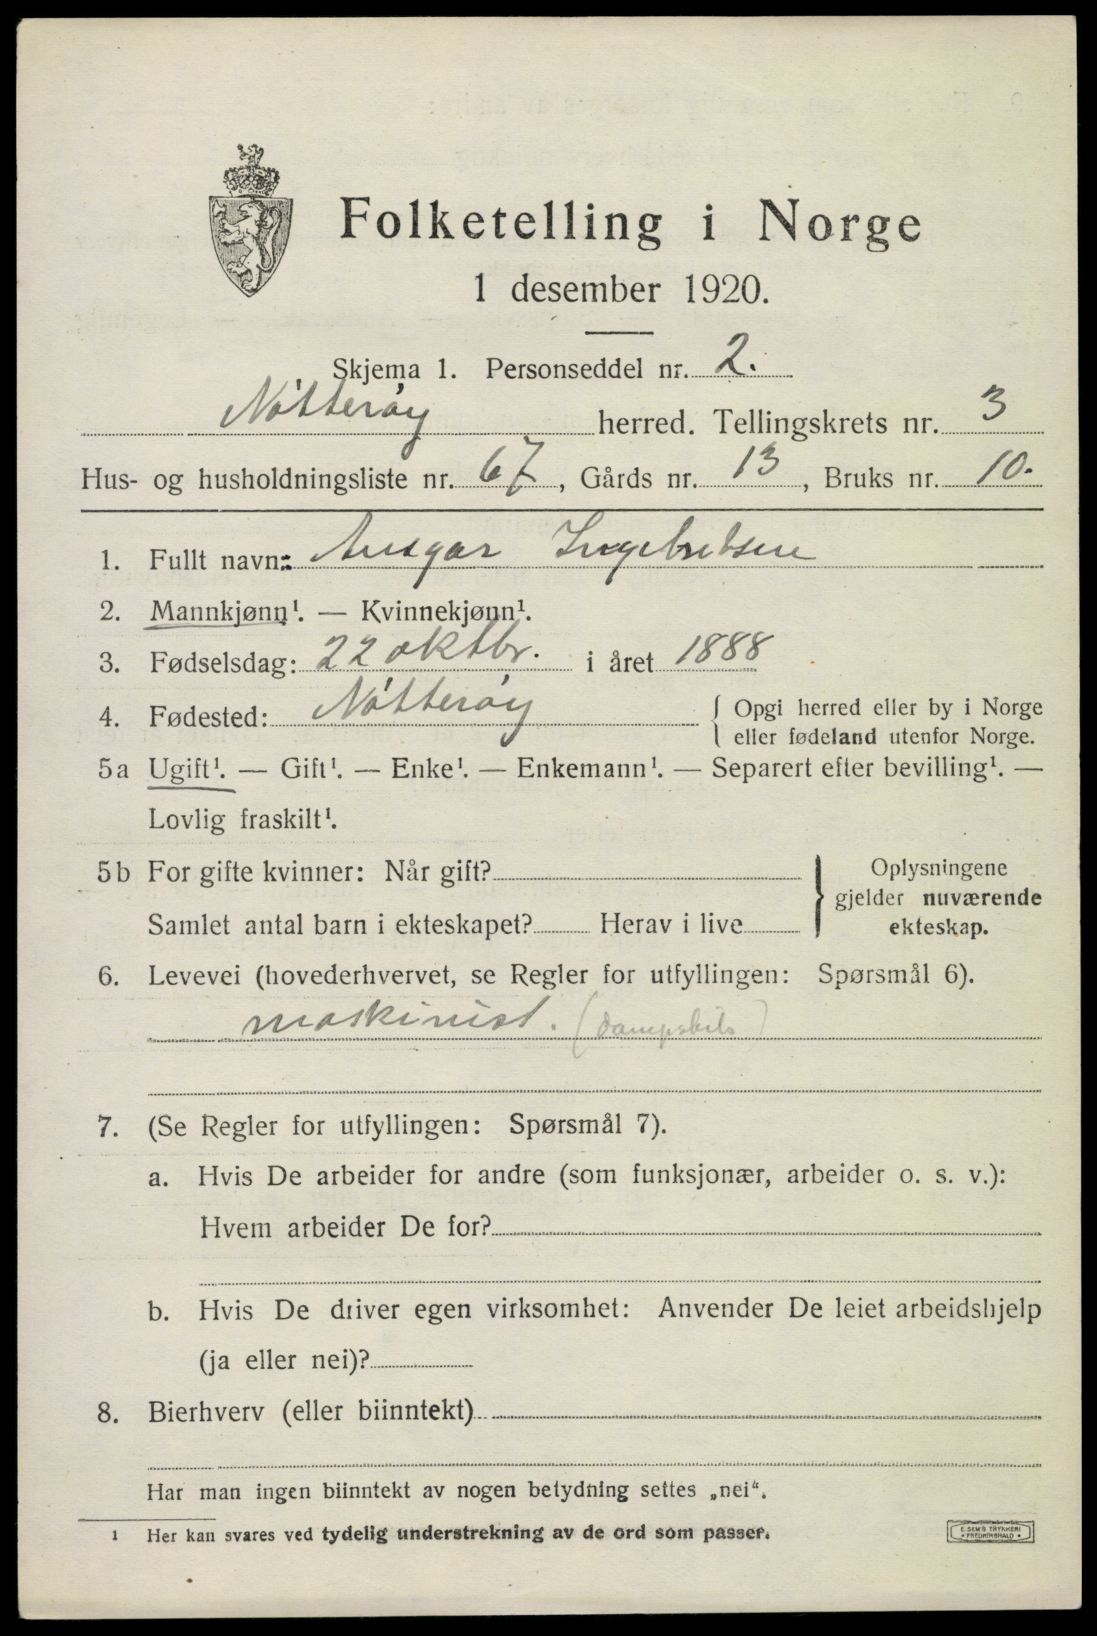 Folketelling i Norge
1 desember 1920.
Skjema 1. Personseddel nr. 2.
Nøtterøy herred. Tellingskrets nr. 3
Hus- og husholdningsliste nr. 67, Gårds nr. 13, Bruks nr. 10.
1. Fullt navn: Ansgar Ingebretsen
2. Mannkjønn¹. — Kvinnekjønn¹.
3. Fødselsdag: 22 oktbr. i året 1888
4. Fødested: Nøtterøy { Opgi herred eller by i Norge
eller fødeland utenfor Norge.
5a Ugift¹. — Gift¹. — Enke¹. — Enkemann¹. — Separert efter bevilling¹. —
Lovlig fraskilt¹.
5b For gifte kvinner: Når gift?
Samlet antal barn i ekteskapet? Herav i live
} Oplysningene
gjelder nuværende
ekteskap.
6. Levevei (hovederhvervet, se Regler for utfyllingen: Spørsmål 6).
maskinist. (Dampskib)
7. (Se Regler for utfyllingen: Spørsmål 7).
a. Hvis De arbeider for andre (som funksjonær, arbeider o. s. v.):
Hvem arbeider De for?
b. Hvis De driver egen virksomhet: Anvender De leiet arbeidshjelp
(ja eller nei)?
8. Bierhverv (eller biinntekt)
Har man ingen biinntekt av nogen betydning settes „nei“.
¹ Her kan svares ved tydelig understrekning av de ord som passer.
E. SEM'S TRYKKERI
• FREDRIKSHALD •